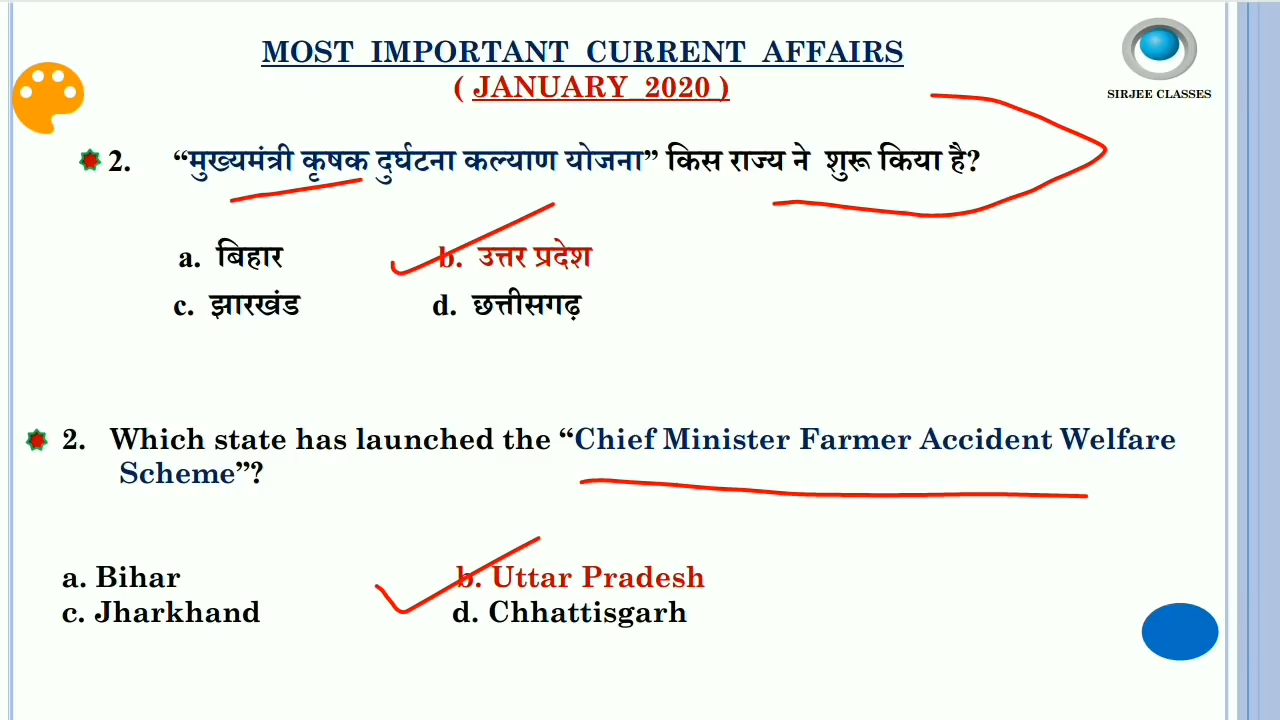 MOST IMPORTANT CURRENT AFFAIRS
( JANUARY 2020 )
SIRJEE CLASSES
2. “मुख्यमंत्री कृषक दुर्घटना कल्याण योजना” किस राज्य ने शुरू किया है?
a. बिहार b. उत्तर प्रदेश
c. झारखंड d. छत्तीसगढ़
2. Which state has launched the “Chief Minister Farmer Accident Welfare
Scheme”?
a. Bihar b. Uttar Pradesh
c. Jharkhand d. Chhattisgarh